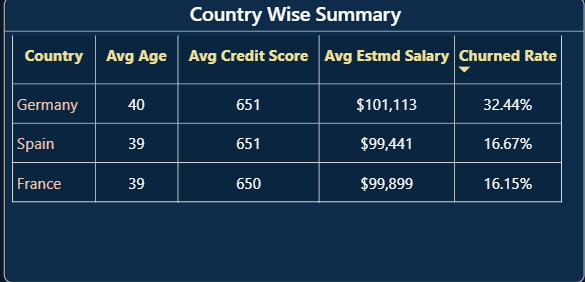 Country Wise Summary
Country Avg Age Avg Credit Score Avg Estmd Salary Churned Rate
Germany 40 651 $101,113 32.44%
Spain 39 651 $99,441 16.67%
France 39 650 $99,899 16.15%